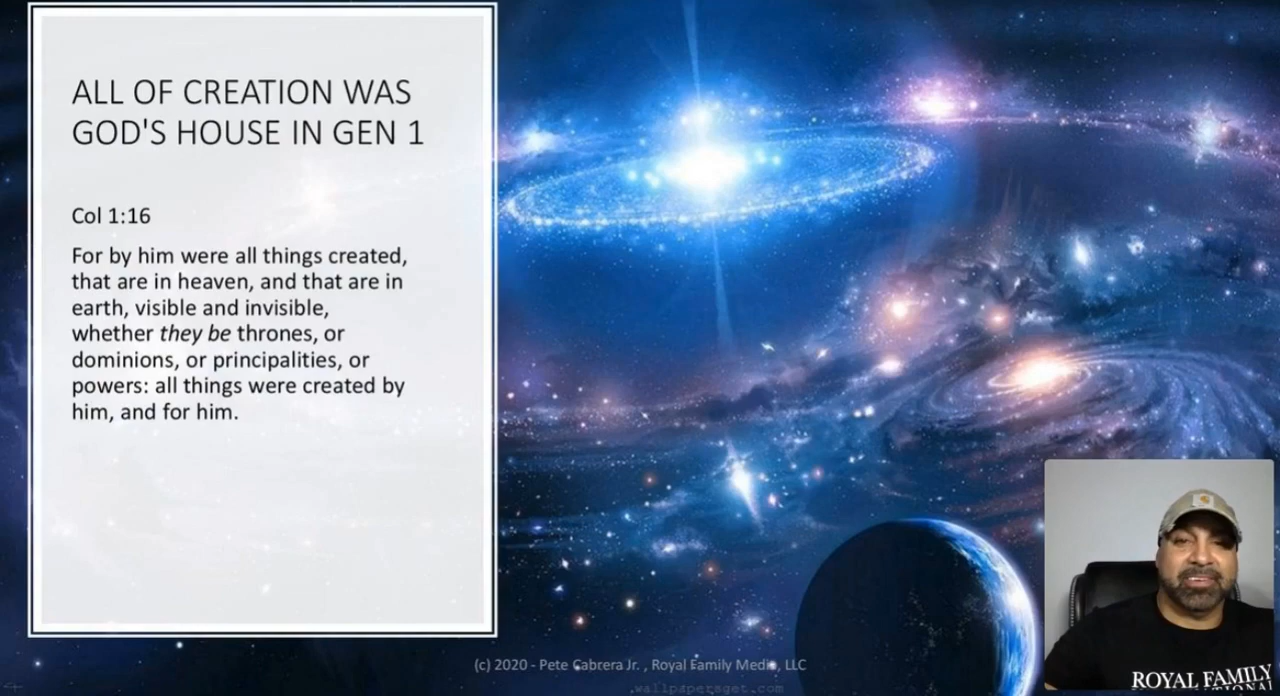 ALL OF CREATION WAS
GOD'S HOUSE IN GEN 1
Col 1:16
For by him were all things created,
that are in heaven, and that are in
earth, visible and invisible,
whether they be thrones, or
dominions, or principalities, or
powers: all things were created by
him, and for him.
(c) 2020 - Pete Cabrera Jr. , Royal Family Media, LLC
.wallpapersget.com
ROYAL FAMILY